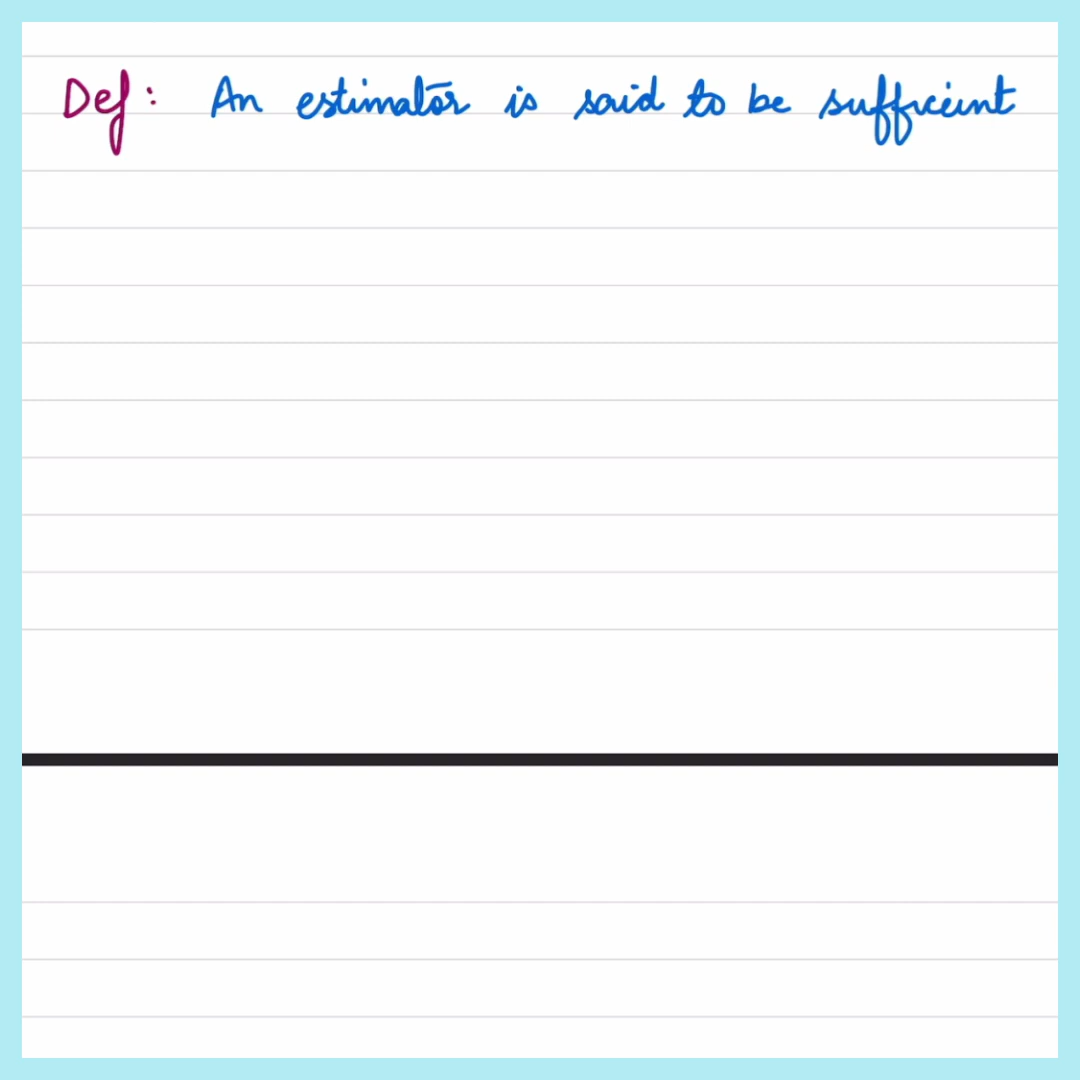 Def: An estimator is said to be sufficient